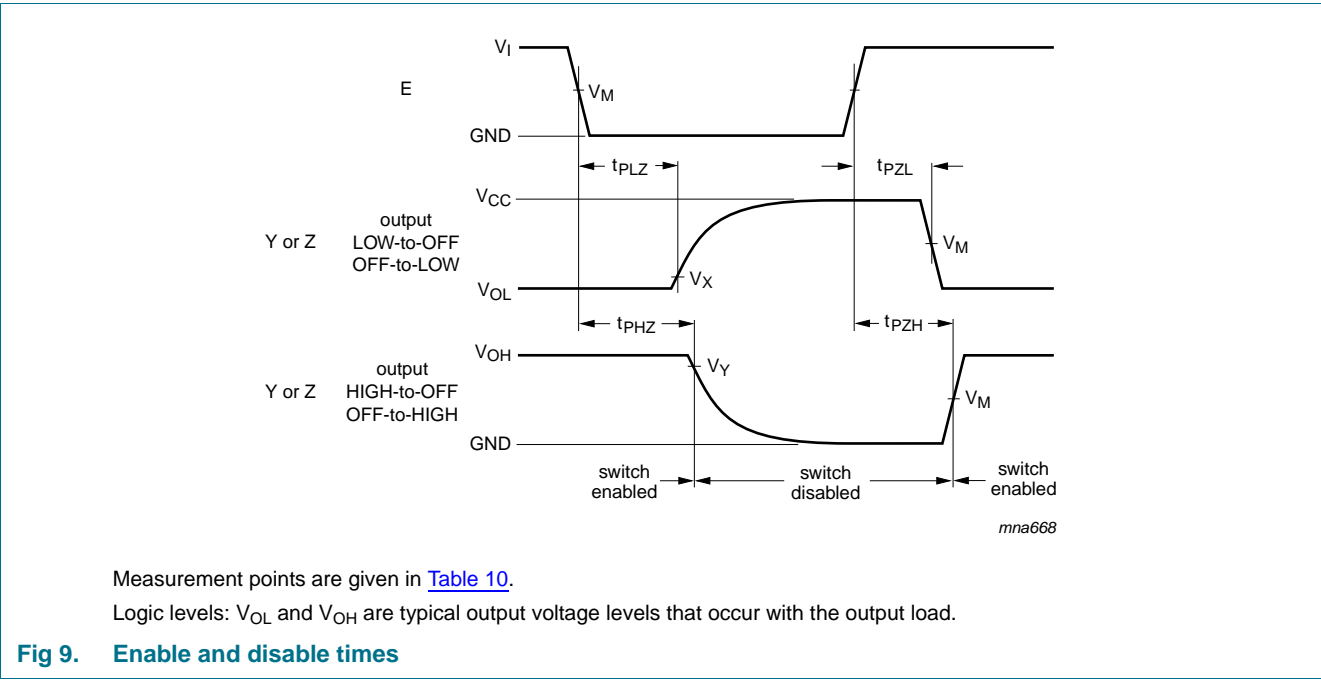 VI
E
VM
GND
tPLZ
tPZL
VCC
output
Y or Z LOW-to-OFF
OFF-to-LOW
VM
VX
VOL
tPHZ
tPZH
VOH
output
Y or Z HIGH-to-OFF
OFF-to-HIGH
VY
VM
GND
switch
enabled
switch
disabled
switch
enabled
mna668
Measurement points are given in Table 10.
Logic levels: VOL and VOH are typical output voltage levels that occur with the output load.
Fig 9. Enable and disable times